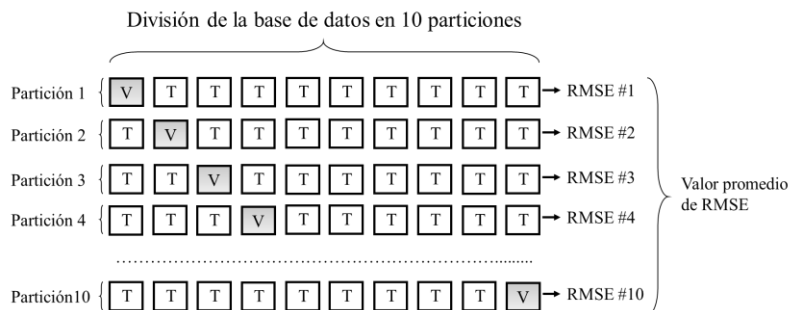 División de la base de datos en 10 particiones
Partición 1 V T T T T T T T T T RMSE #1
Partición 2 T V T T T T T T T T RMSE #2
Partición 3 T T V T T T T T T T RMSE #3
Partición 4 T T T V T T T T T T RMSE #4
Valor promedio
de RMSE
................................................................................
Partición10 T T T T T T T T T V RMSE #10